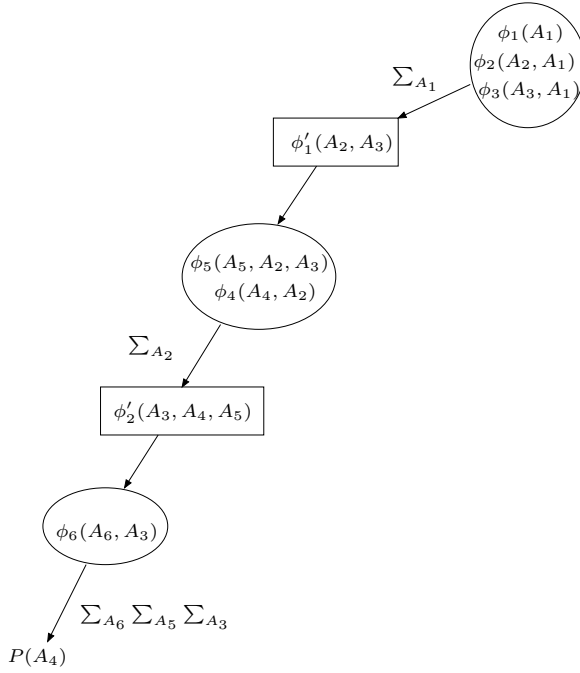 ϕ₁(A₁)
ϕ₂(A₂, A₁)
ϕ₃(A₃, A₁)
∑_{A₁}
ϕ′₁(A₂, A₃)
ϕ₅(A₅, A₂, A₃)
ϕ₄(A₄, A₂)
∑_{A₂}
ϕ′₂(A₃, A₄, A₅)
ϕ₆(A₆, A₃)
∑_{A₆} ∑_{A₅} ∑_{A₃}
P(A₄)